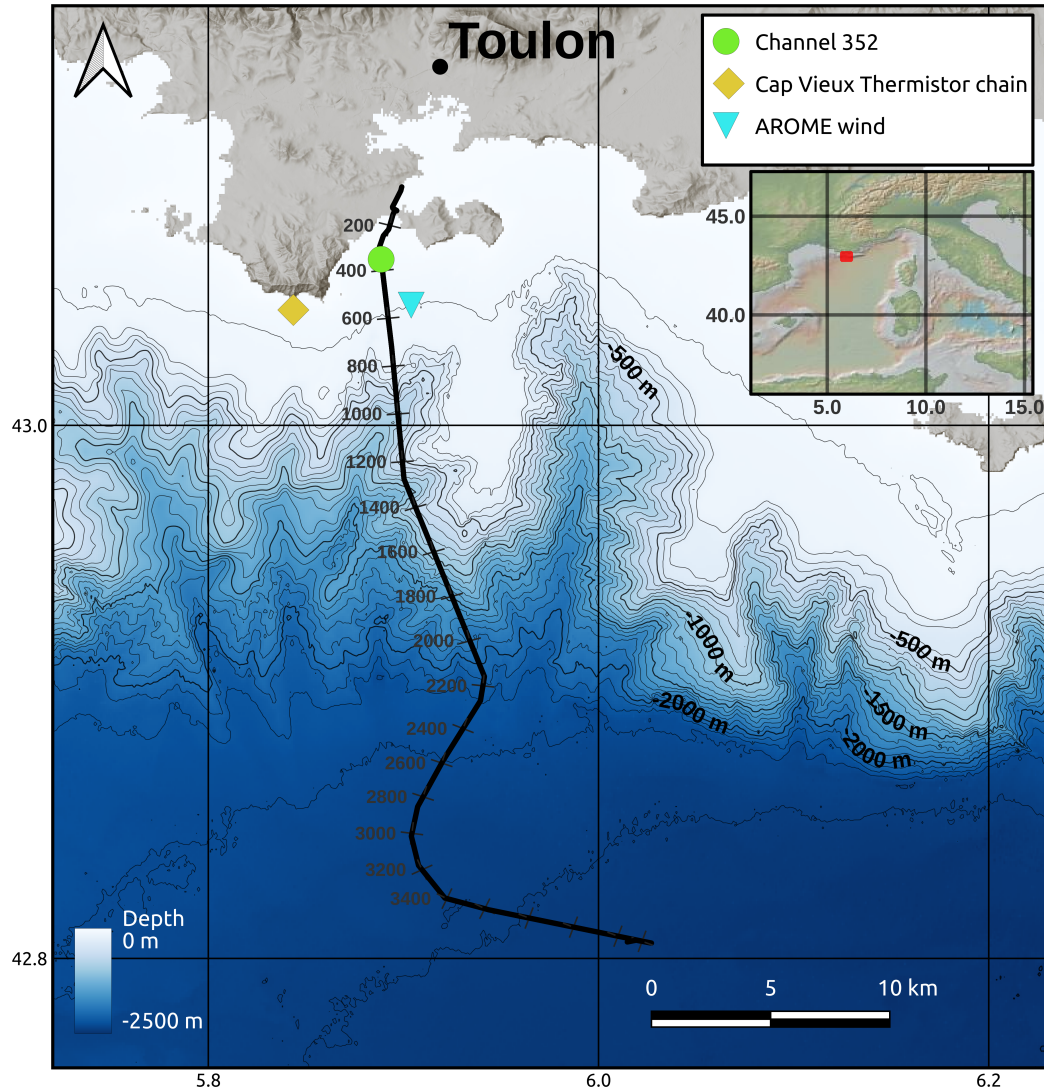 Toulon
Channel 352
Cap Vieux Thermistor chain
AROME wind
45.0
40.0
5.0
10.0
15.0
200
400
600
800
1000
1200
1400
1600
1800
2000
2200
2400
2600
2800
3000
3200
3400
-500 m
-1000 m
-500 m
-1500 m
-2000 m
-2000 m
43.0
42.8
Depth
0 m
-2500 m
0
5
10 km
5.8
6.0
6.2